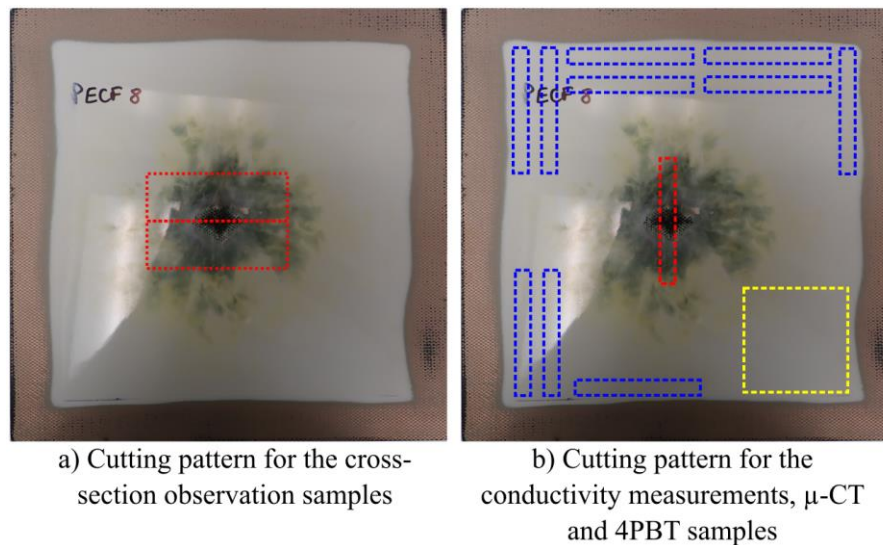 PECF 8
PECF 8
a) Cutting pattern for the cross-
section observation samples
b) Cutting pattern for the
conductivity measurements, µ-CT
and 4PBT samples